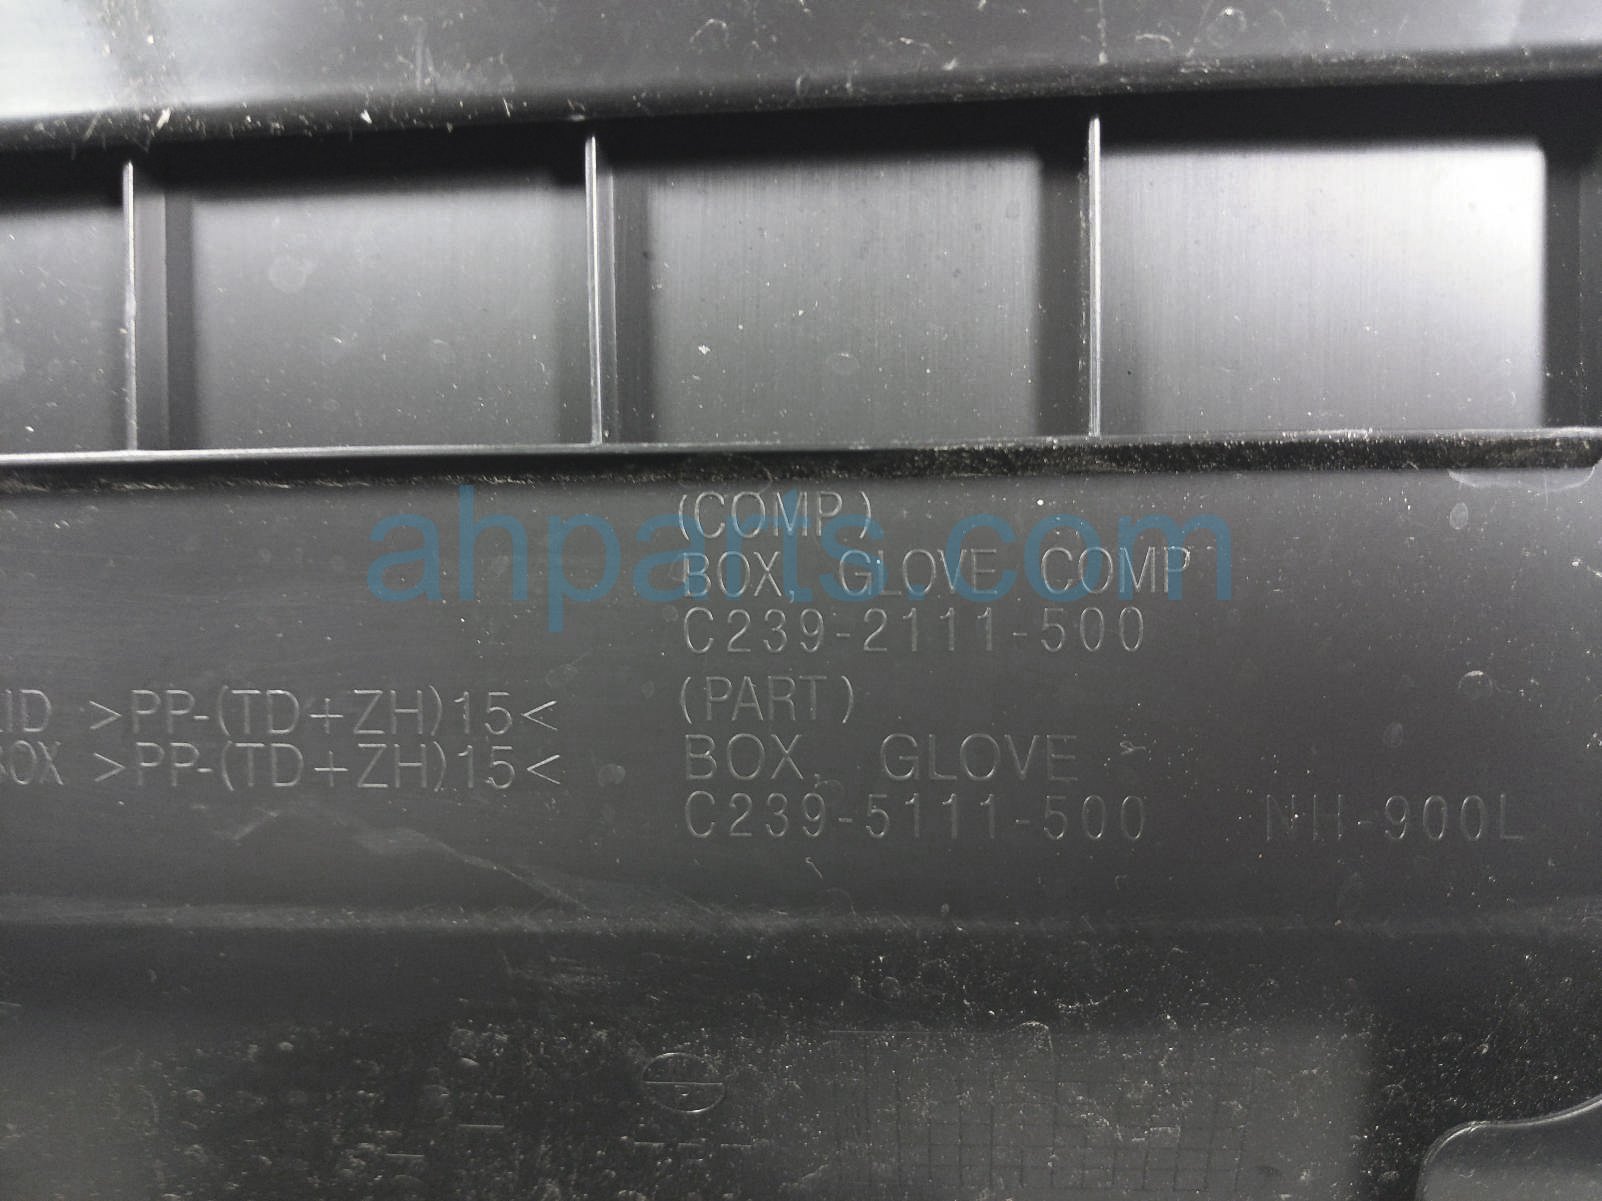 (COMP)
BOX, GLOVE COMP
C239-2111-500
(PART)
BOX, GLOVE
C239-5111-500 NH-900L
>PP-(TD+ZH)15<
>PP-(TD+ZH)15<
ahparts.com